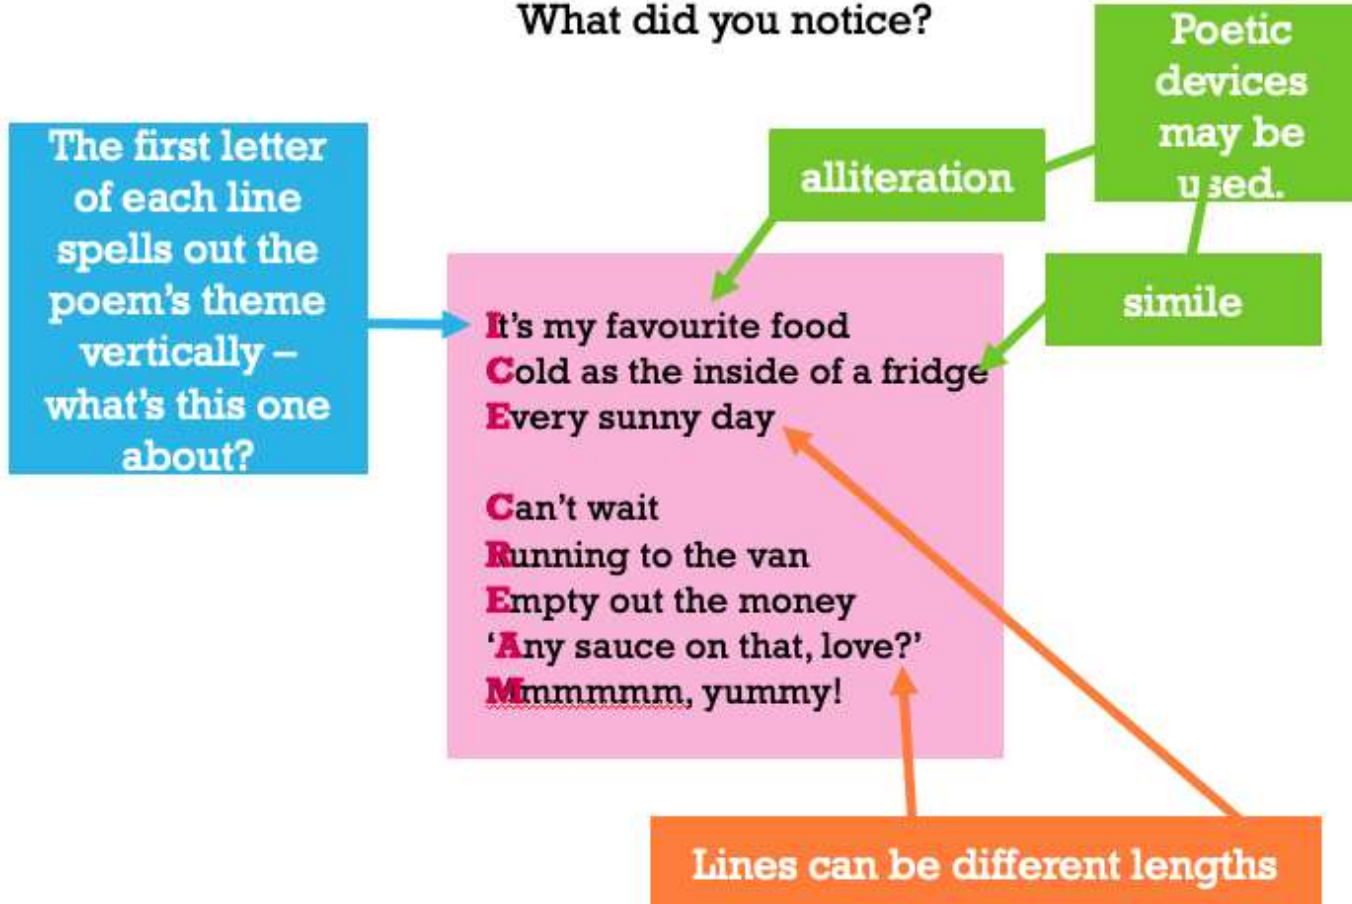 What did you notice?
Poetic
devices
may be
used.
The first letter
of each line
spells out the
poem's theme
vertically –
what's this one
about?
alliteration
simile
It's my favourite food
Cold as the inside of a fridge
Every sunny day
Can't wait
Running to the van
Empty out the money
‘Any sauce on that, love?’
Mmmmmm, yummy!
Lines can be different lengths